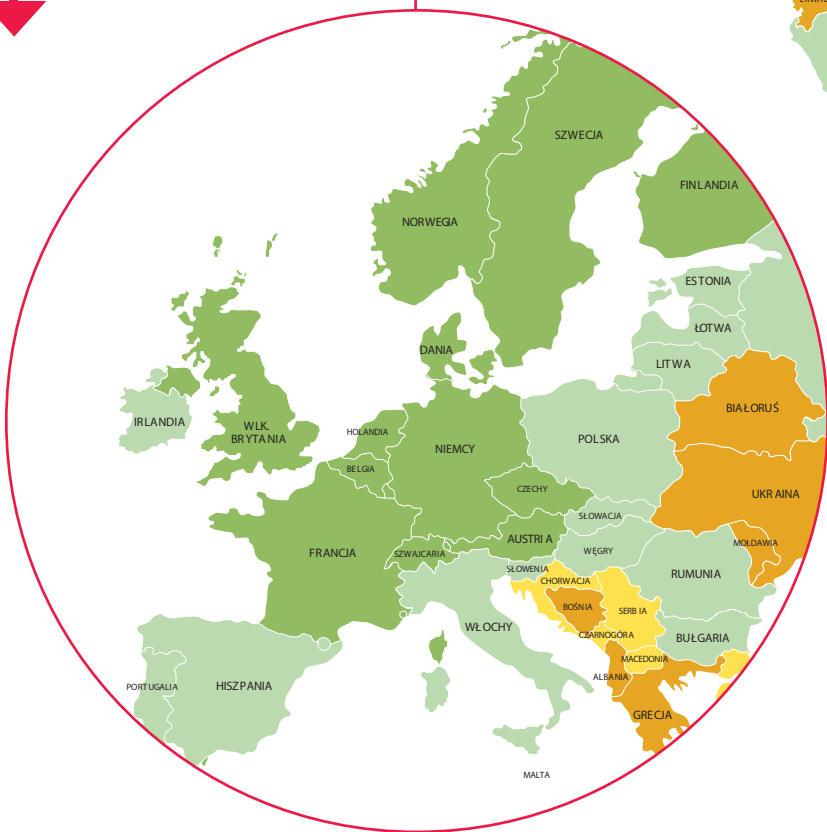 SZWECJA
FINLANDIA
NORWEGIA
ESTONIA
ŁOTWA
DANIA
LITWA
BIAŁORUŚ
IRLANDIA
WLK.
BRYTANIA
HOLANDIA
POLSKA
NIEMCY
BELGIA
CZECHY
UKRAINA
SŁOWACJA
AUSTRIA
MOŁDAWIA
FRANCJA
SZWAJCARIA
WĘGRY
SŁOWENIA
RUMUNIA
CHORWACJA
BOŚNIA
SERBIA
WŁOCHY
CZARNOGÓRA
BUŁGARIA
MACEDONIA
ALBANIA
PORTUGALIA
HISZPANIA
GRECJA
MALTA